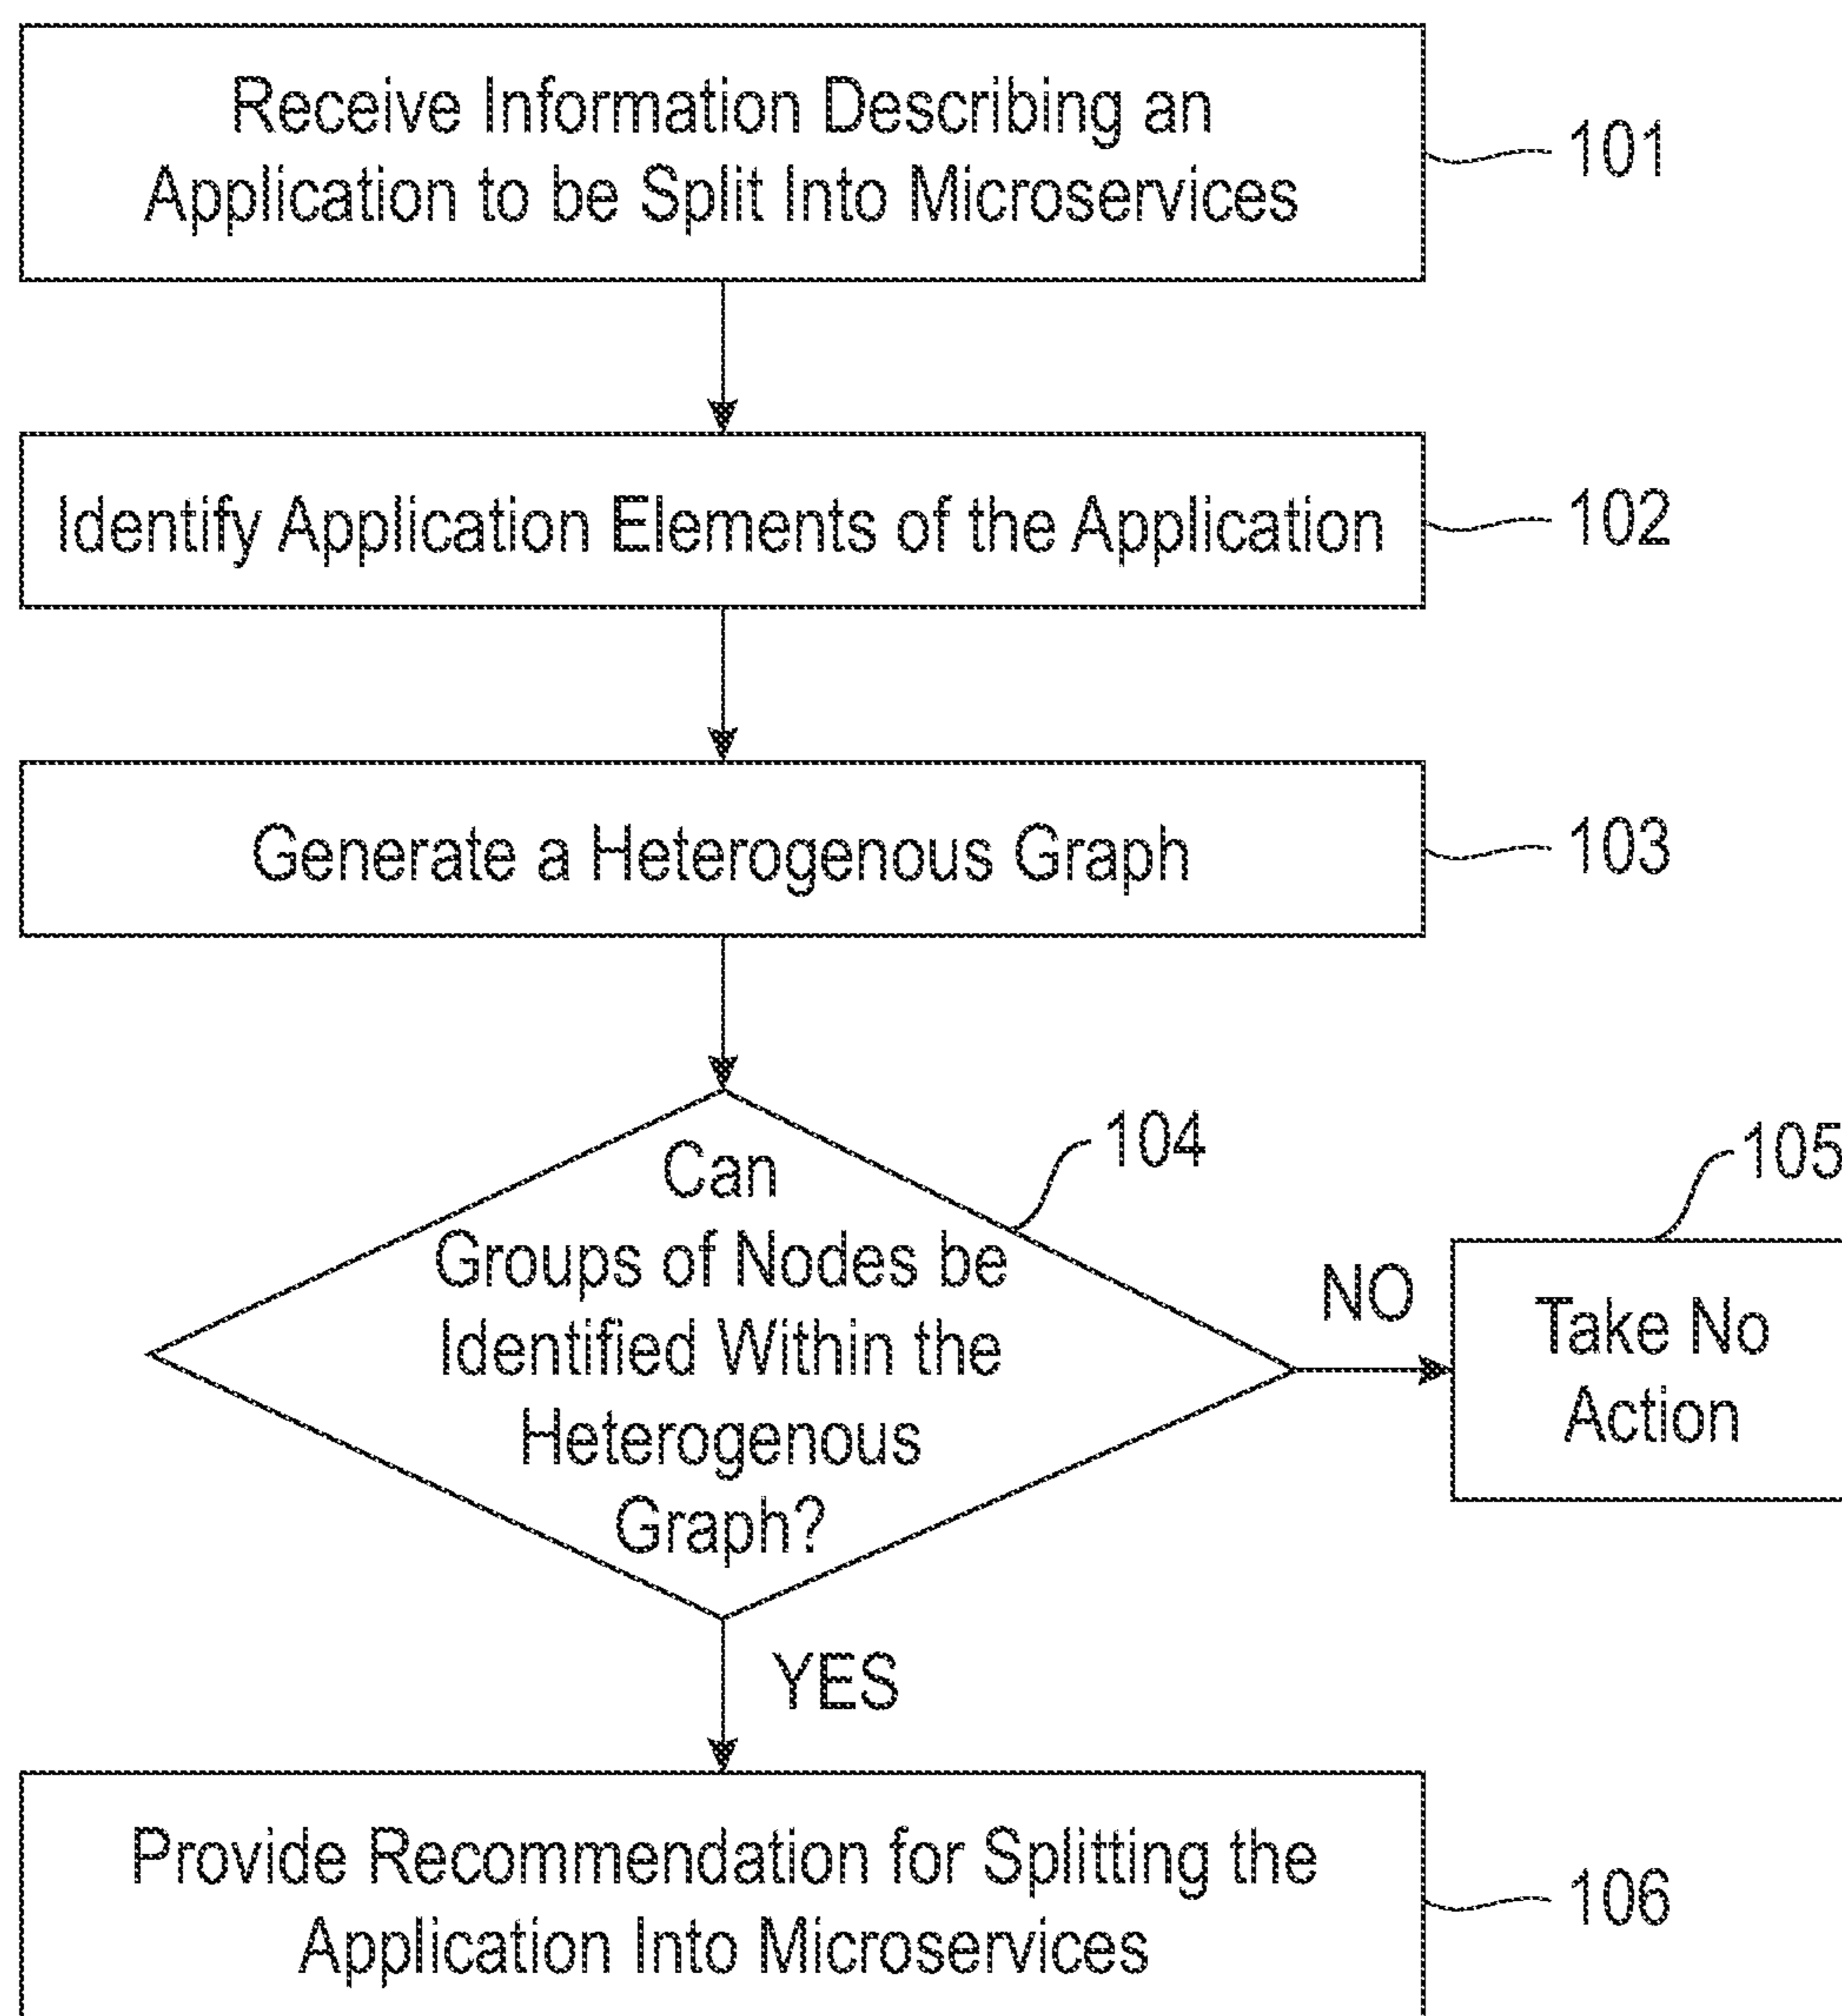 Receive Information Describing an
Application to be Split Into Microservices
101
Identify Application Elements of the Application
102
Generate a Heterogenous Graph
103
Can
Groups of Nodes be
Identified Within the
Heterogenous
Graph?
104
NO
105
Take No
Action
YES
Provide Recommendation for Splitting the
Application Into Microservices
106